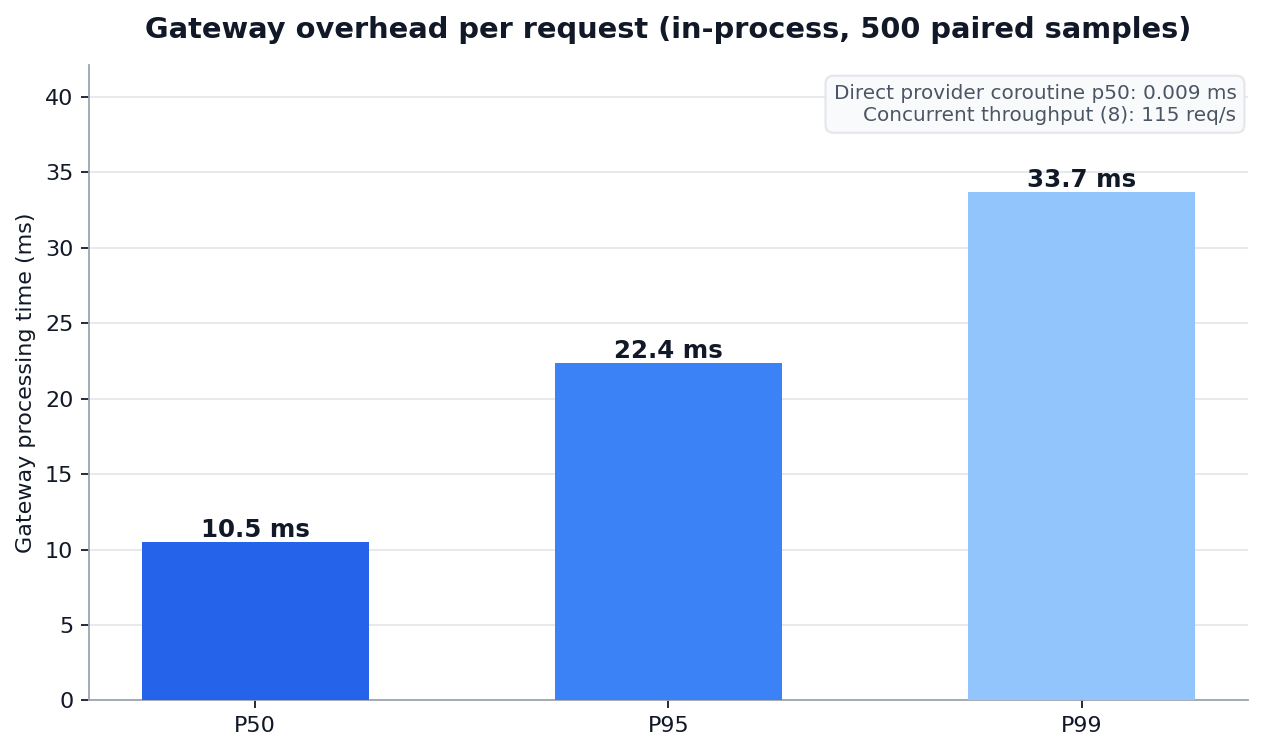 Gateway overhead per request (in-process, 500 paired samples)
Direct provider coroutine p50: 0.009 ms
Concurrent throughput (8): 115 req/s
Gateway processing time (ms)
40
35
30
25
20
15
10
5
0
10.5 ms
22.4 ms
33.7 ms
P50
P95
P99